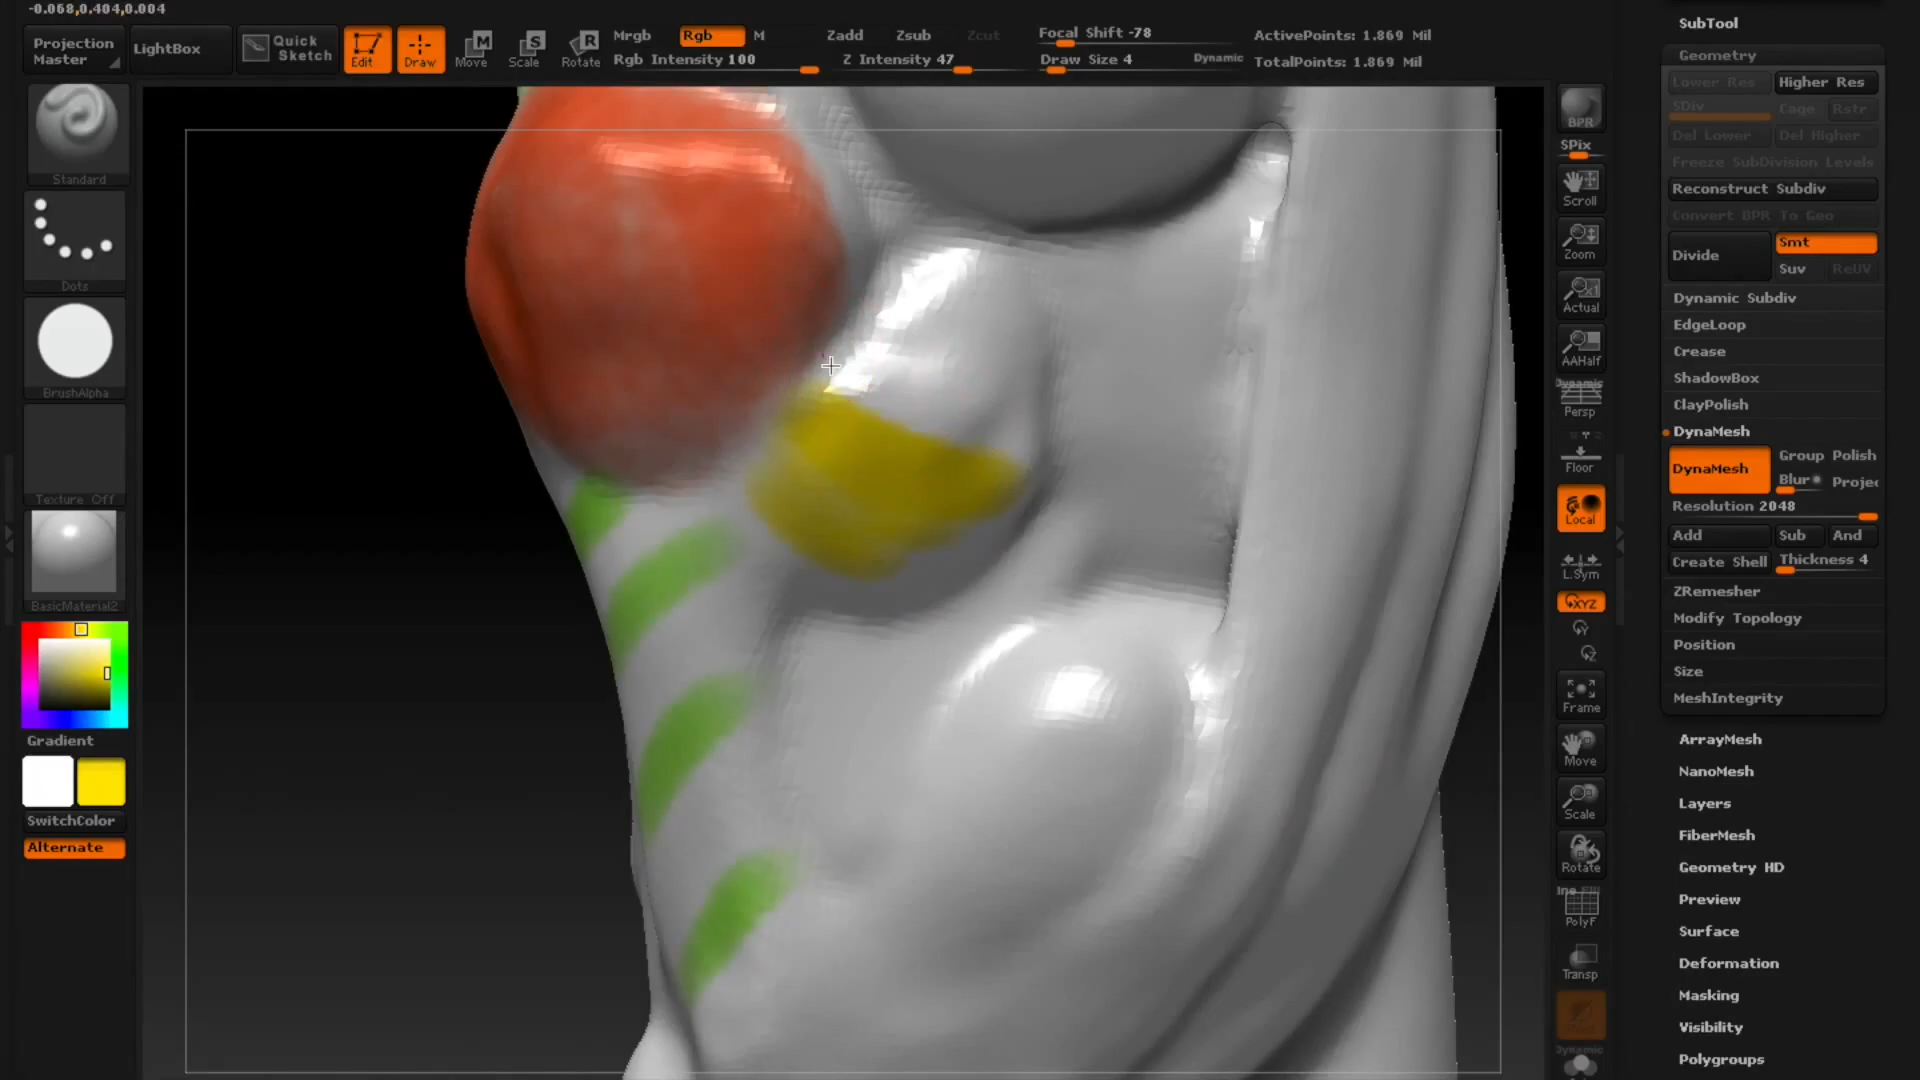 -0.068,0.404,0.004
Projection Master
LightBox
Quick Sketch
Edit
Draw
Move
Scale
Rotate
Mrgb Rgb M
Rgb Intensity 100
Zadd Zsub Zcut
Z Intensity 47
Focal Shift -78
Draw Size 4 Dynamic
ActivePoints: 1.869 Mil
TotalPoints: 1.869 Mil
Standard
Dots
BrushAlpha
Texture Off
BasicMaterial2
Gradient
SwitchColor
Alternate
BPR
SPix
Scroll
Zoom
Actual
AAHalf
Dynamic
Persp
Floor
Local
L.Sym
XYZ
Frame
Move
Scale
Rotate
PolyF
Transp
Dynamic
SubTool
Geometry
Lower Res Higher Res
SDiv Cage Rstr
Del Lower Del Higher
Freeze SubDivision Levels
Reconstruct Subdiv
Convert BPR To Geo
Divide Smt
Suv ReUV
Dynamic Subdiv
EdgeLoop
Crease
ShadowBox
ClayPolish
DynaMesh
DynaMesh Group Polish
Blur Projec
Resolution 2048
Add Sub And
Create Shell Thickness 4
ZRemesher
Modify Topology
Position
Size
MeshIntegrity
ArrayMesh
NanoMesh
Layers
FiberMesh
Geometry HD
Preview
Surface
Deformation
Masking
Visibility
Polygroups